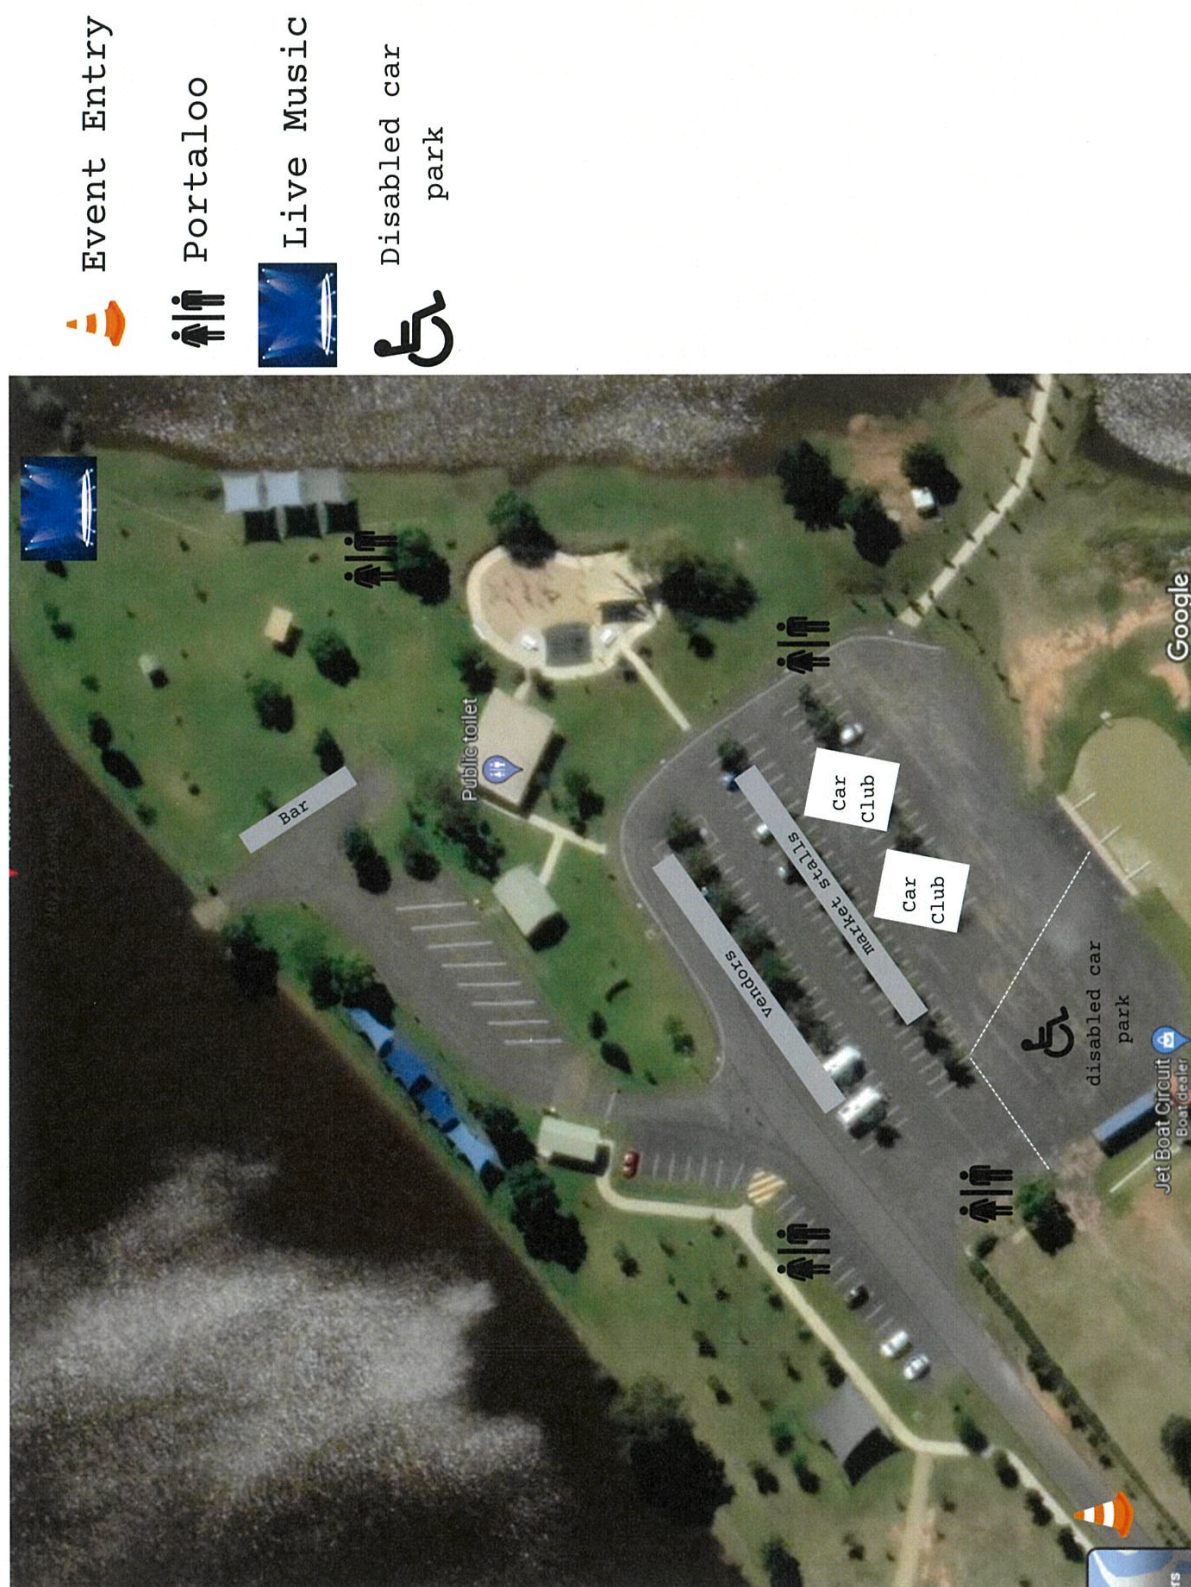 Event Entry
Portaloo
Live Music
Disabled car
park
Bar
Public toilet
vendors
market stalls
Car
Club
Car
Club
disabled car
park
Jet Boat Circuit
Boat dealer
Google